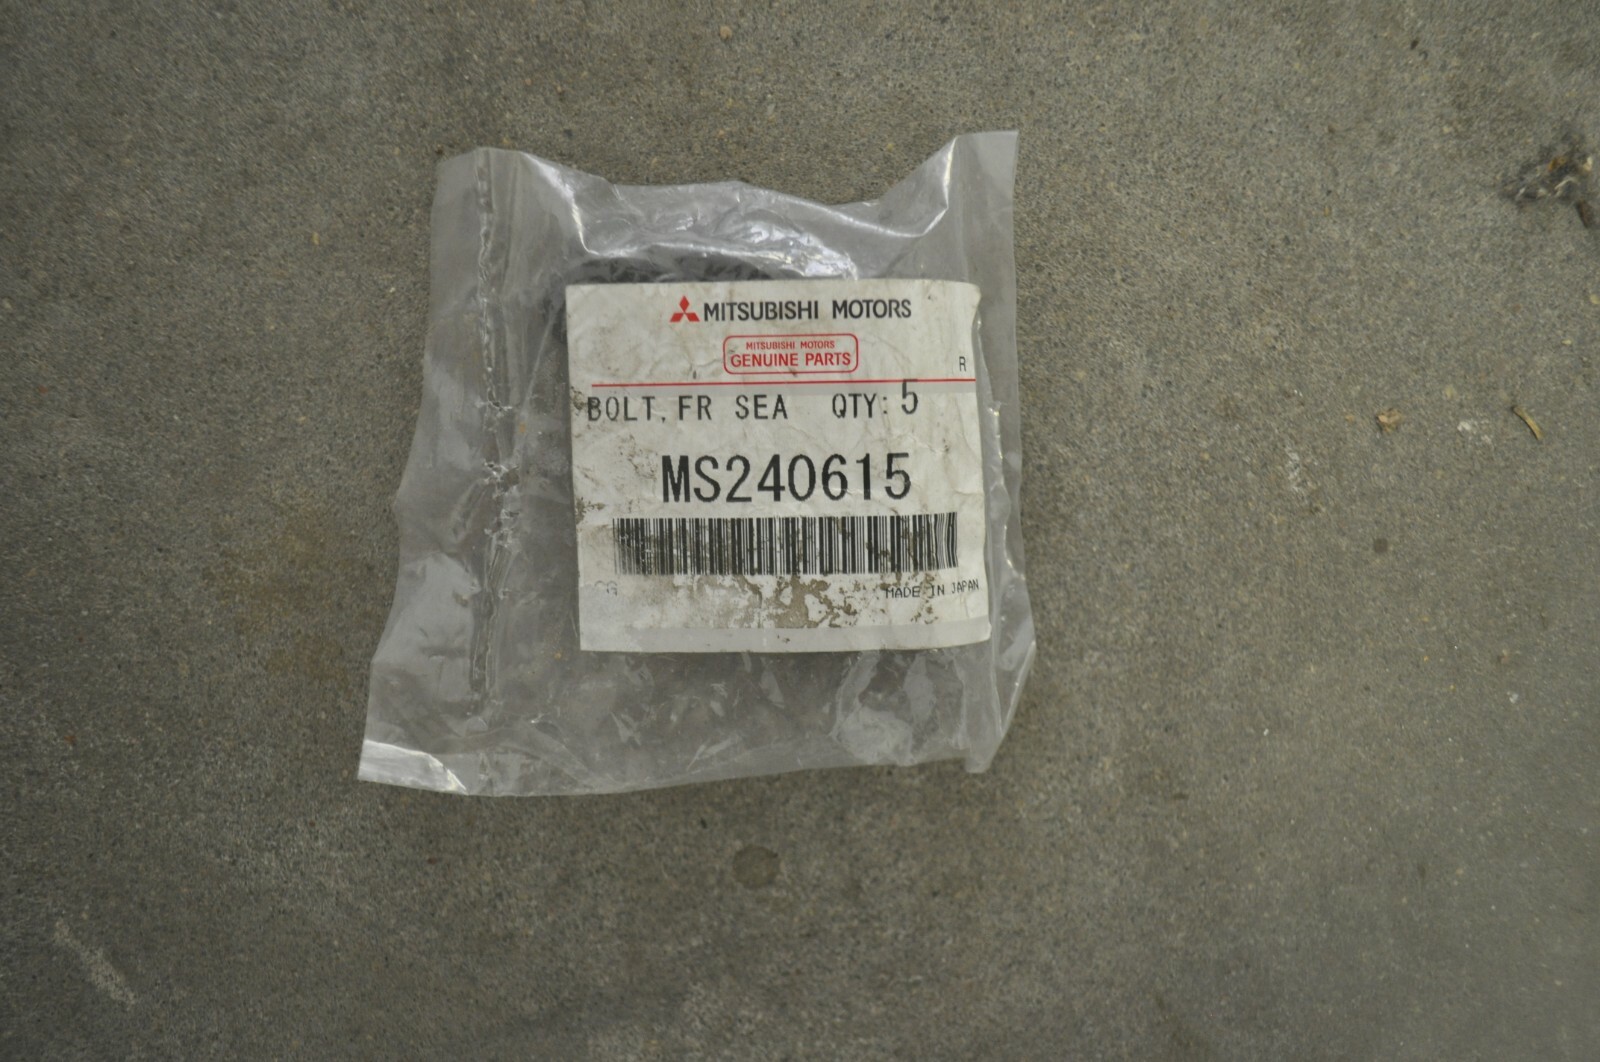 MITSUBISHI MOTORS
MITSUBISHI MOTORS
GENUINE PARTS
R
BOLT, FR SEA QTY: 5
MS240615
MADE IN JAPAN